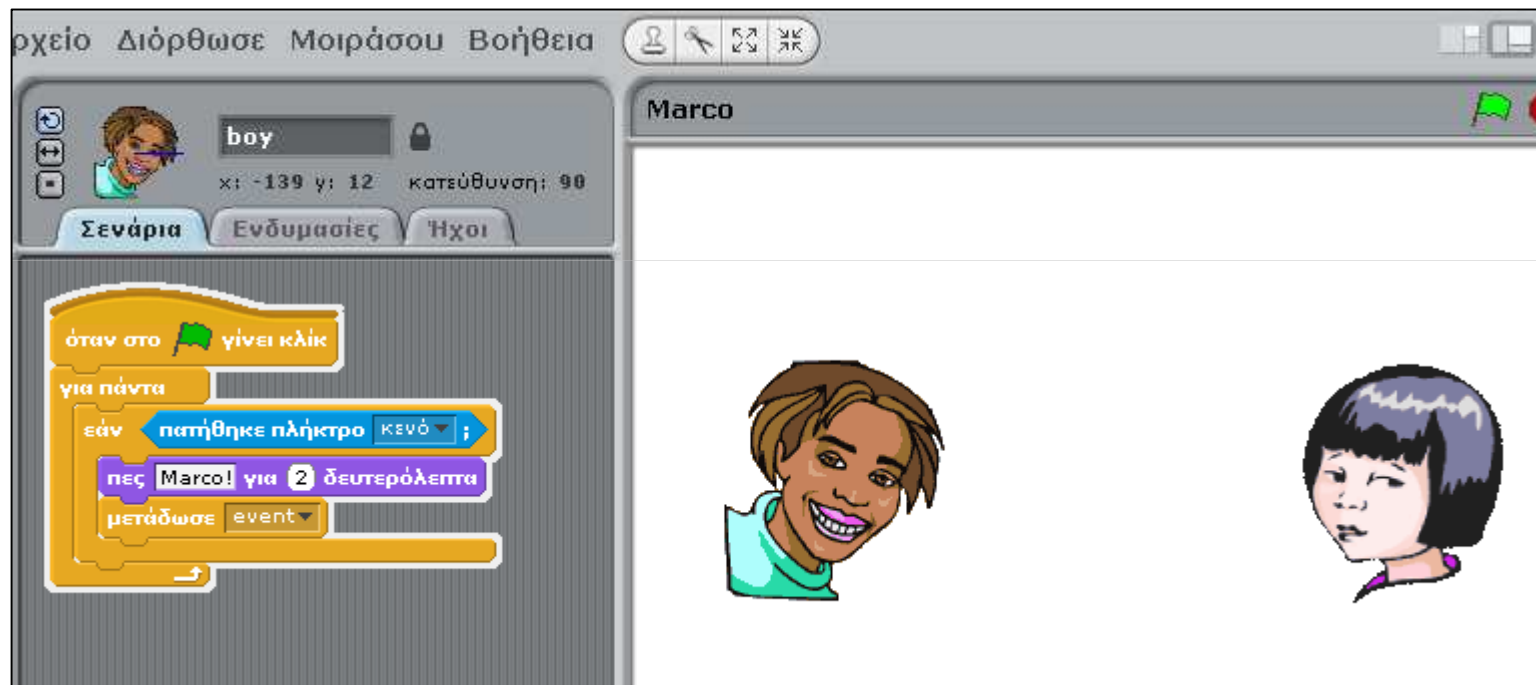 ρχείο Διόρθωσε Μοιράσου Βοήθεια
boy
x: -139 y: 12 κατεύθυνση: 90
Σενάρια Ενδυμασίες Ήχοι
Marco
όταν στο γίνει κλίκ
για πάντα
εάν πατήθηκε πλήκτρο κενό ;
πες Marco! για 2 δευτερόλεπτα
μετάδωσε event